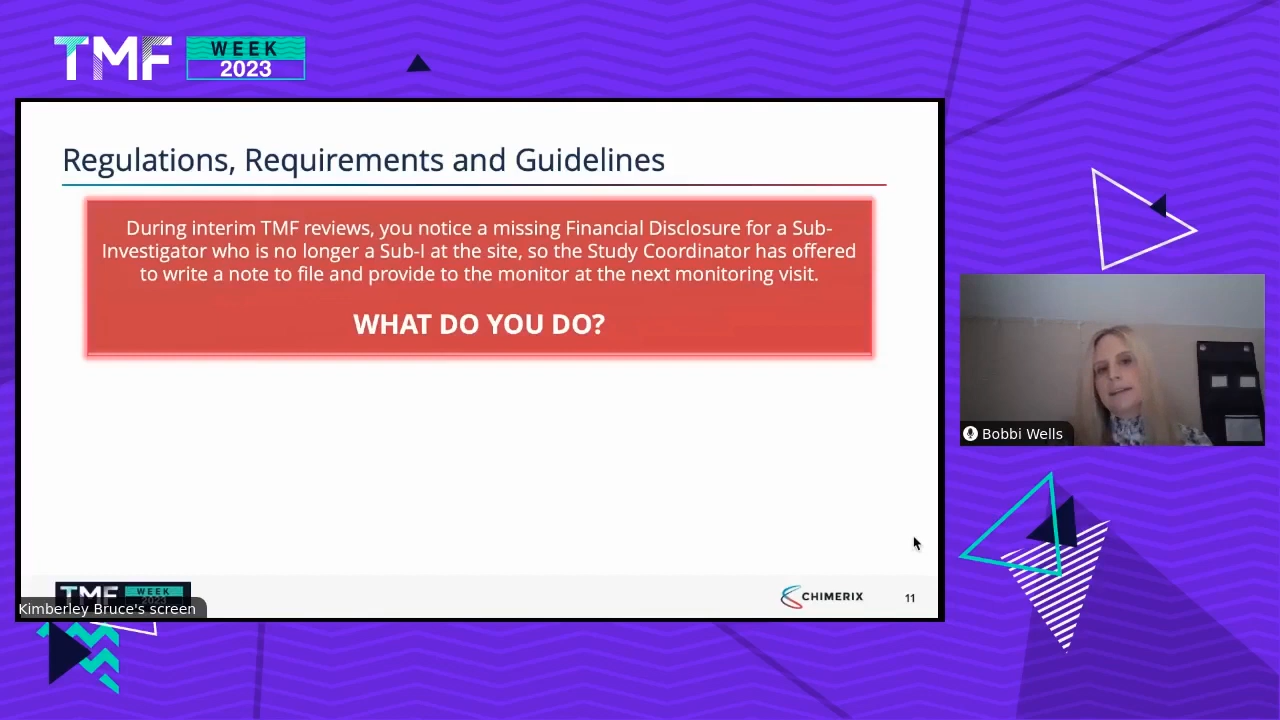 TMF WEEK
2023
Regulations, Requirements and Guidelines
During interim TMF reviews, you notice a missing Financial Disclosure for a Sub-
Investigator who is no longer a Sub-I at the site, so the Study Coordinator has offered
to write a note to file and provide to the monitor at the next monitoring visit.
WHAT DO YOU DO?
Bobbi Wells
TMF WEEK
2023
Kimberley Bruce's screen
CHIMERIX
11